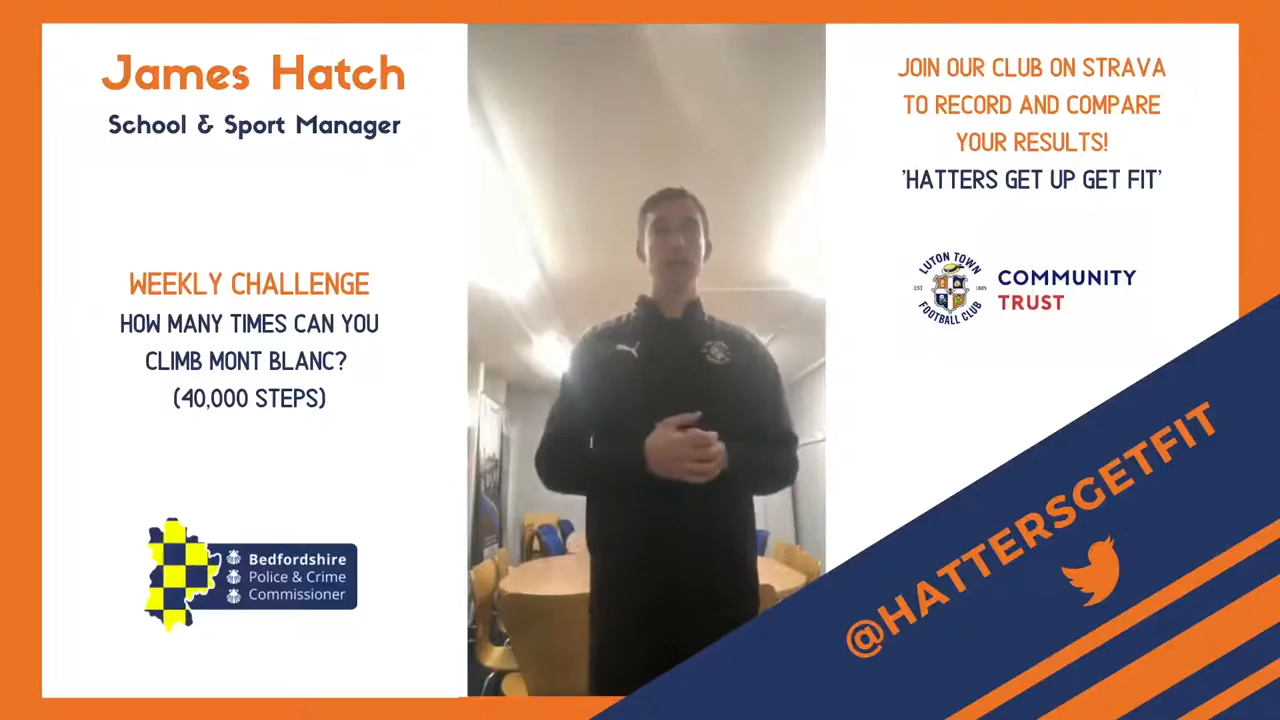 James Hatch
School & Sport Manager
WEEKLY CHALLENGE
HOW MANY TIMES CAN YOU
CLIMB MONT BLANC?
(40,000 STEPS)
Bedfordshire
Police & Crime
Commissioner
JOIN OUR CLUB ON STRAVA
TO RECORD AND COMPARE
YOUR RESULTS!
'HATTERS GET UP GET FIT'
LUTON TOWN
EST 1885
FOOTBALL CLUB
COMMUNITY
TRUST
@HATTERSGETFIT